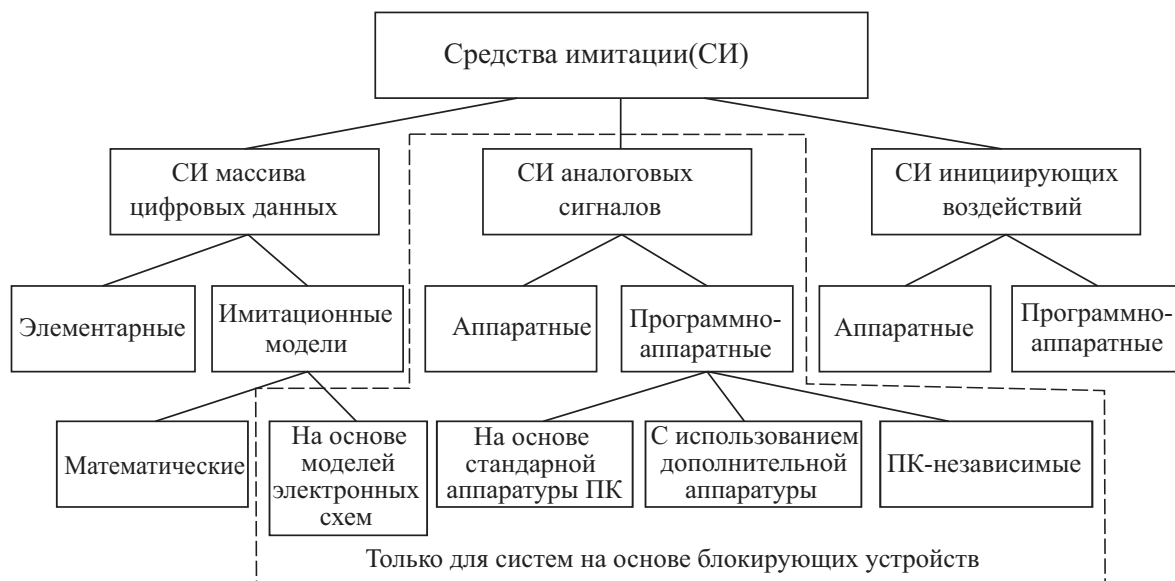 Средства имитации(СИ)
СИ массива
цифровых данных
СИ аналоговых
сигналов
СИ инициирующих
воздействий
Элементарные
Имитационные
модели
Аппаратные
Программно-
аппаратные
Аппаратные
Программно-
аппаратные
Математические
На основе
моделей
электронных
схем
На основе
стандарной
аппаратуры ПК
С использованием
дополнительной
аппаратуры
ПК-независимые
Только для систем на основе блокирующих устройств